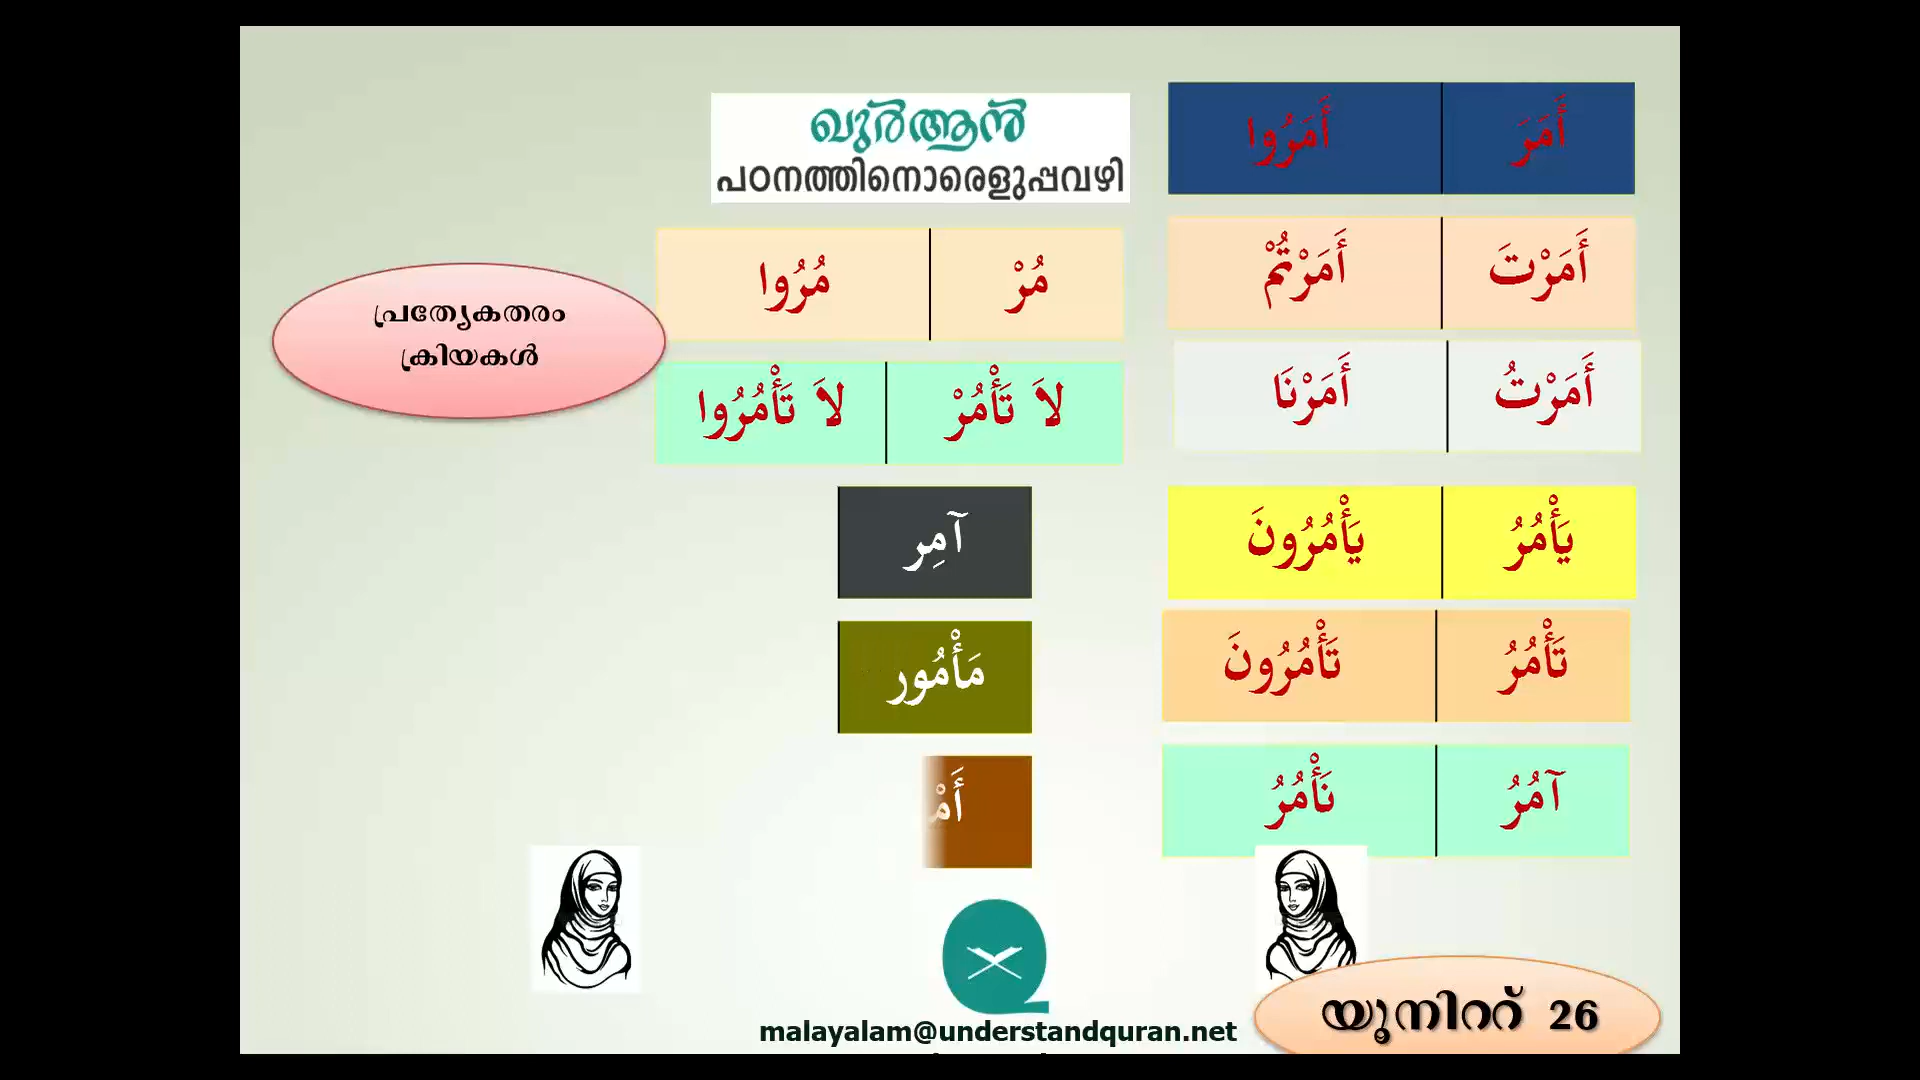 ഖുർആൻ
പഠനത്തിനൊരെളുപ്പവഴി
أَمَرَ أَمَرُوا
أَمَرْتَ أَمَرْتُمْ
أَمَرْتُ أَمَرْنَا
يَأْمُرُ يَأْمُرُونَ
تَأْمُرُ تَأْمُرُونَ
آمُرُ نَأْمُرُ
مُرْ مُرُوا
لاَ تَأْمُرْ لاَ تَأْمُرُوا
آمِر
مَأْمُور
പ്രത്യേകതരം
ക്രിയകൾ
malayalam@understandquran.net
യൂനിററ് 26